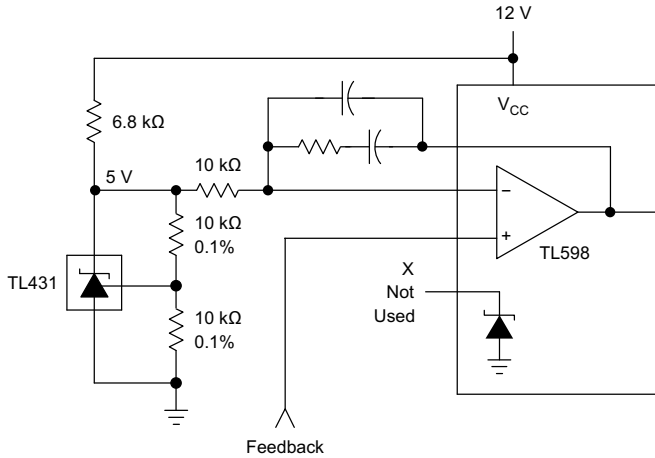 12 V
V_CC
6.8 kΩ
5 V
10 kΩ
10 kΩ
0.1%
TL431
10 kΩ
0.1%
−
+
TL598
X
Not
Used
Feedback